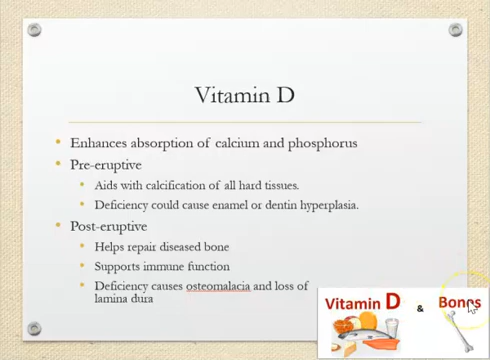 Vitamin D
Enhances absorption of calcium and phosphorus
Pre-eruptive
Aids with calcification of all hard tissues.
Deficiency could cause enamel or dentin hyperplasia.
Post-eruptive
Helps repair diseased bone
Supports immune function
Deficiency causes osteomalacia and loss of
lamina dura
Vitamin D & Bones